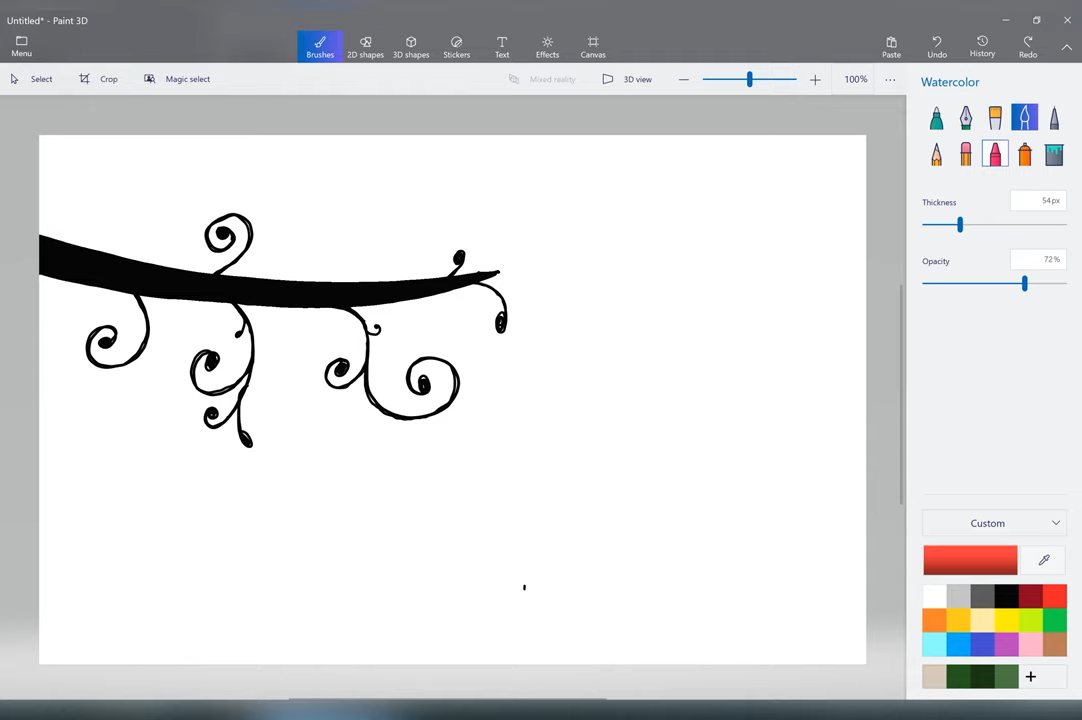 Untitled* - Paint 3D
Menu
Brushes
2D shapes
3D shapes
Stickers
Text
Effects
Canvas
Paste
Undo
History
Redo
Select
Crop
Magic select
Mixed reality
3D view
100%
Watercolor
Thickness
54px
Opacity
72%
Custom